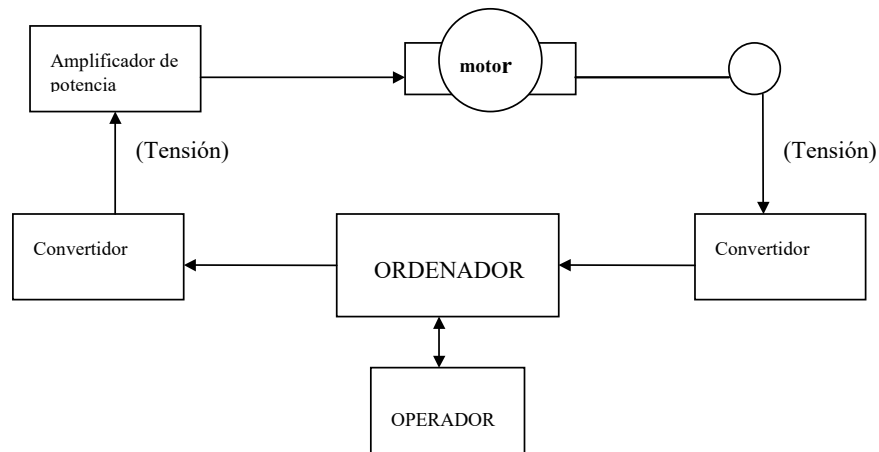 Amplificador de
potencia
motor
(Tensión)
(Tensión)
Convertidor
ORDENADOR
Convertidor
OPERADOR